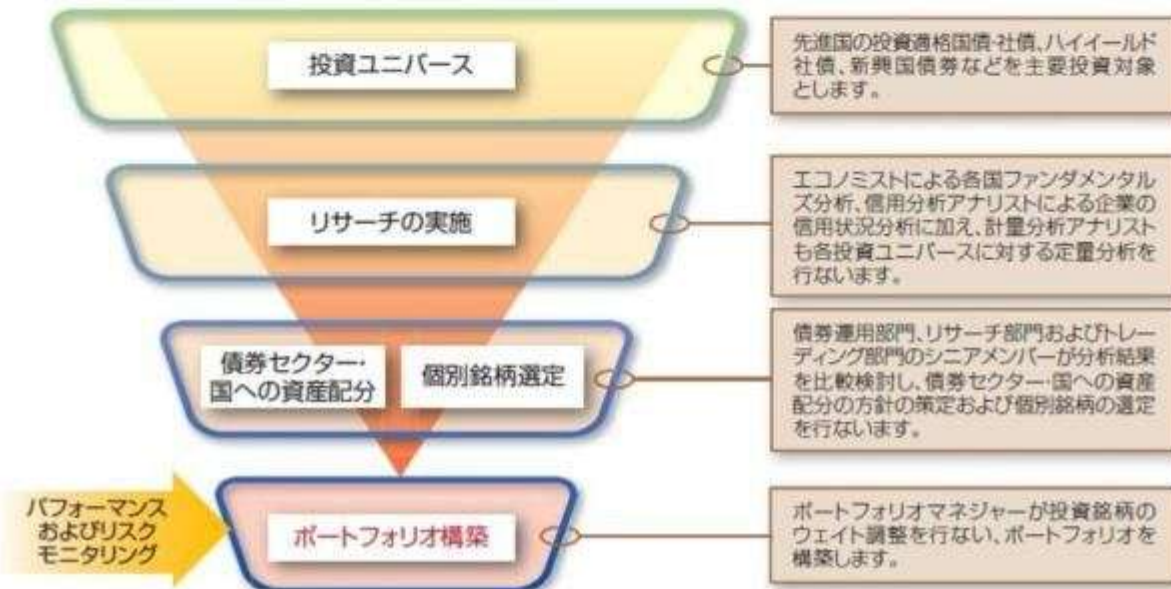 投資ユニバース
先進国の投資適格国債・社債、ハイイールド
社債、新興国債券などを主要投資対象
とします。
リサーチの実施
エコノミストによる各国ファンダメンタル
ズ分析、信用分析アナリストによる企業の
信用状況分析に加え、計量分析アナリスト
も各投資ユニバースに対する定量分析を
行ないます。
債券セクター・
国への資産配分
個別銘柄選定
債券運用部門、リサーチ部門およびトレー
ディング部門のシニアメンバーが分析結果
を比較検討し、債券セクター・国への資産
配分の方針の策定および個別銘柄の選定
を行ないます。
パフォーマンス
およびリスク
モニタリング
ポートフォリオ構築
ポートフォリオマネジャーが投資銘柄の
ウェイト調整を行ない、ポートフォリオを
構築します。